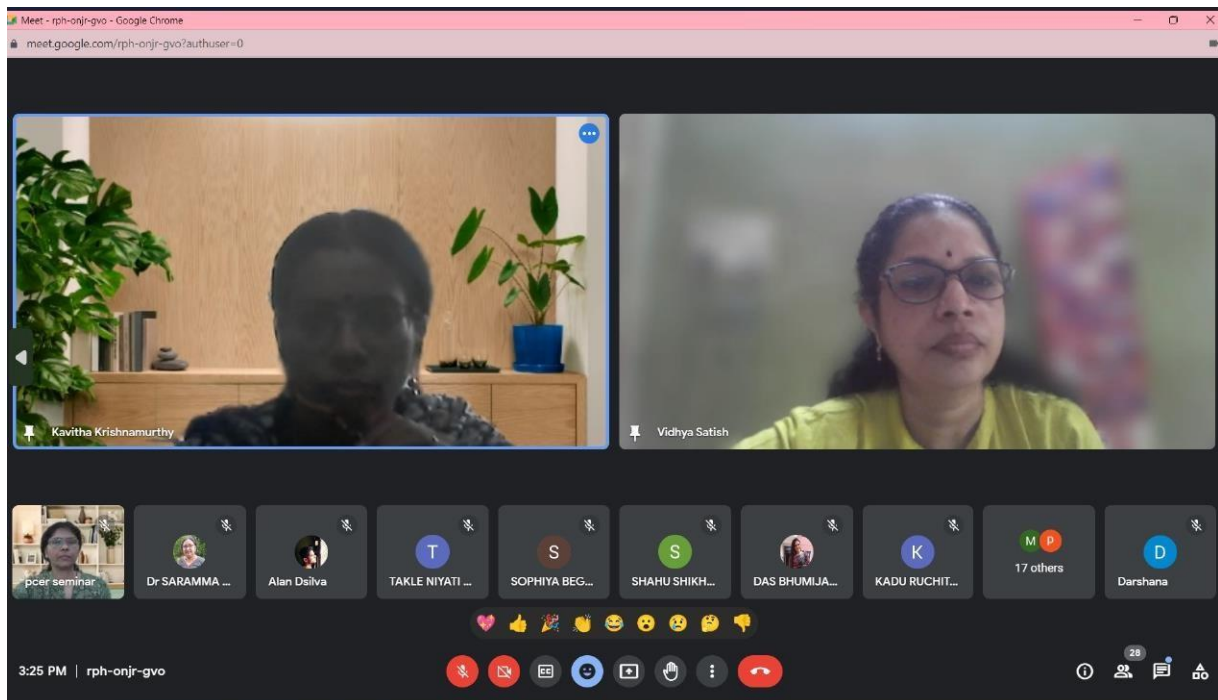 Meet - rph-onjr-gvo - Google Chrome
meet.google.com/rph-onjr-gvo?authuser=0
Kavitha Krishnamurthy
Vidhya Satish
pcer seminar
Dr SARAMMA ...
Alan Dsilva
T
TAKLE NIYATI ...
S
SOPHIYA BEG...
S
SHAHU SHIKH...
DAS BHUMIJA...
K
KADU RUCHIT...
M P
17 others
D
Darshana
3:25 PM | rph-onjr-gvo
CC
28